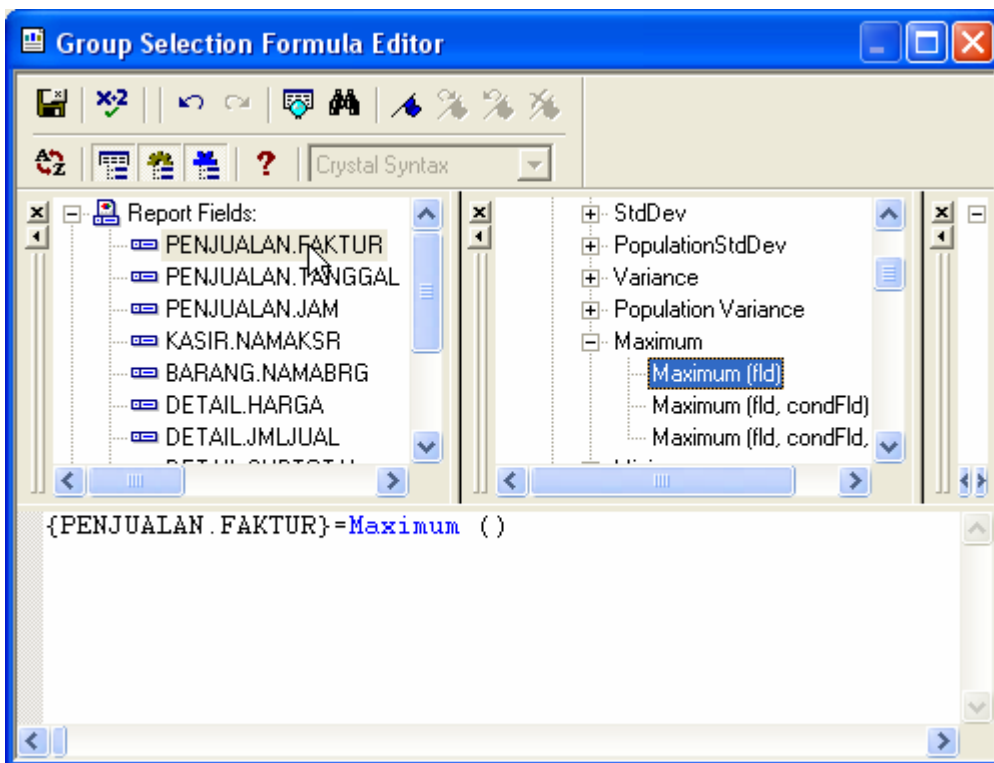 Group Selection Formula Editor
Crystal Syntax
Report Fields:
PENJUALAN.FAKTUR
PENJUALAN.TANGGAL
PENJUALAN.JAM
KASIR.NAMAKSR
BARANG.NAMABRG
DETAIL.HARGA
DETAIL.JMLJUAL
StdDev
PopulationStdDev
Variance
Population Variance
Maximum
Maximum (fld)
Maximum (fld, condFld)
Maximum (fld, condFld,
{PENJUALAN.FAKTUR}=Maximum ()